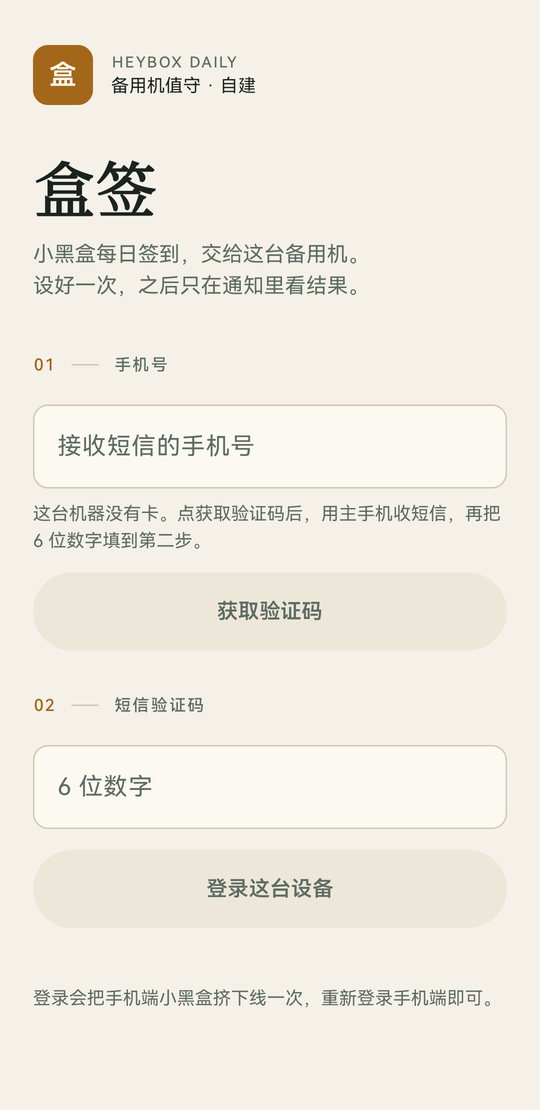 盒
HEYBOX DAILY
备用机值守 · 自建
盒签
小黑盒每日签到，交给这台备用机。
设好一次，之后只在通知里看结果。
01 — 手机号
接收短信的手机号
这台机器没有卡。点获取验证码后，用主手机收短信，再把
6 位数字填到第二步。
获取验证码
02 — 短信验证码
6 位数字
登录这台设备
登录会把手机端小黑盒挤下线一次，重新登录手机端即可。